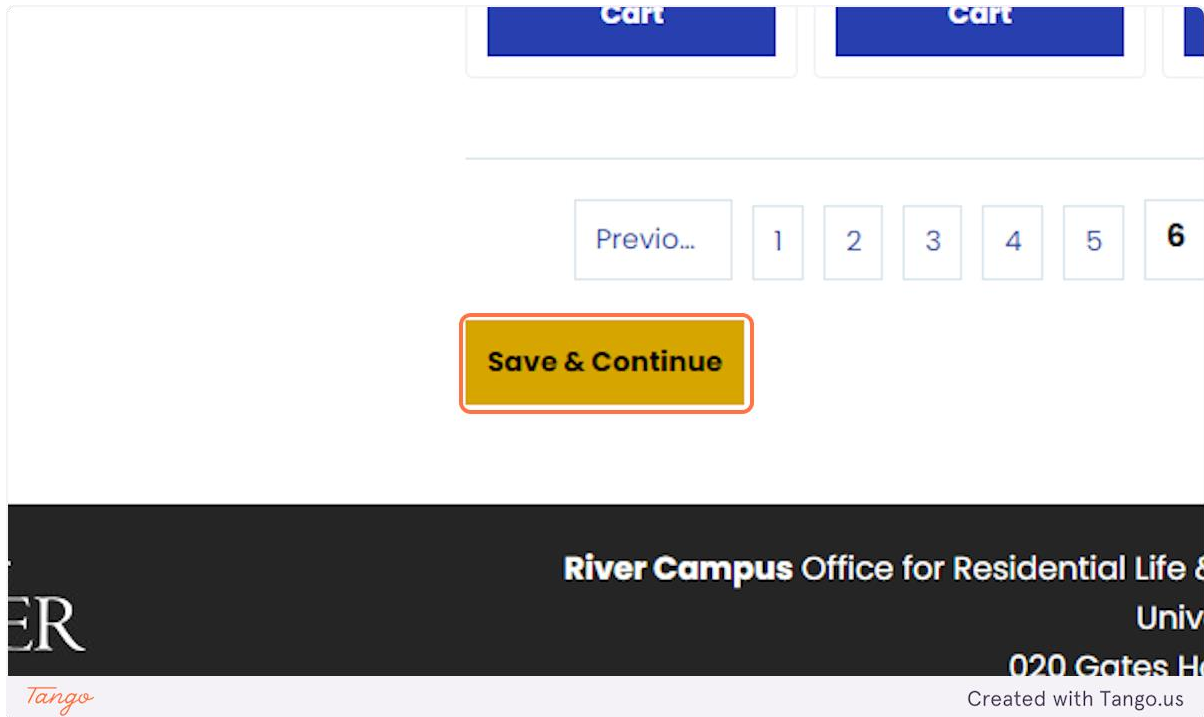 Cart Cart
Previo... 1 2 3 4 5 6
Save & Continue
River Campus Office for Residential Life &
ER
Univ
020 Gates H
Tango Created with Tango.us